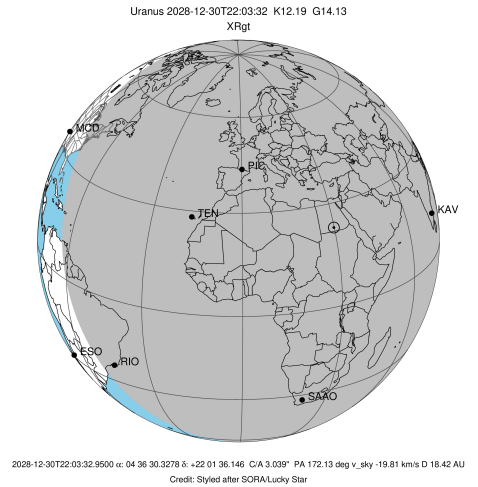 Uranus 2028-12-30T22:03:32 K12.19 G14.13
XRgt
MCD
PIC
TEN
KAV
ESO
RIO
SAAO
2028-12-30T22:03:32.9500 α: 04 36 30.3278 δ: +22 01 36.146 C/A 3.039" PA 172.13 deg v_sky -19.81 km/s D 18.42 AU
Credit: Styled after SORA/Lucky Star